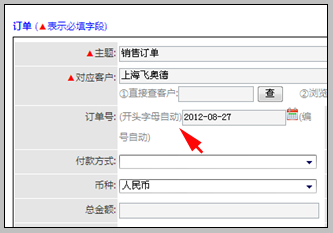 订单 (▲表示必填字段)
▲主题: 销售订单
▲对应客户: 上海飞奥德
①直接查客户: 查 ②浏览
订单号: (开头字母自动) 2012-08-27 (编
号自动)
付款方式:
币种: 人民币
总金额: